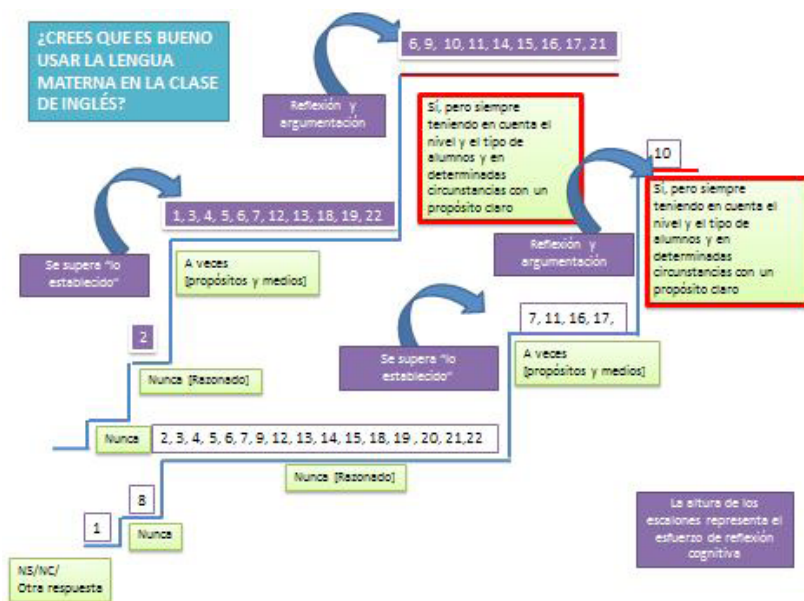 ¿CREES QUE ES BUENO
USAR LA LENGUA
MATERNA EN LA CLASE
DE INGLÉS?
6, 9, 10, 11, 14, 15, 16, 17, 21
Reflexión y
argumentación
Sí, pero siempre
teniendo en cuenta el
nivel y el tipo de
alumnos y en
determinadas
circunstancias con un
propósito claro
10
Sí, pero siempre
teniendo en cuenta el
nivel y el tipo de
alumnos y en
determinadas
circunstancias con un
propósito claro
1, 3, 4, 5, 6, 7, 12, 13, 18, 19, 22
Reflexión y
argumentación
Se supera "lo
establecido"
A veces
[propósitos y medios]
7, 11, 16, 17,
2
Se supera "lo
establecido"
A veces
[propósitos y medios]
Nunca [Razonado]
Nunca
2, 3, 4, 5, 6, 7, 9, 12, 13, 14, 15, 18, 19 , 20, 21,22
Nunca [Razonado]
8
1
Nunca
La altura de los
escalones representa el
esfuerzo de reflexión
cognitiva
NS/NC/
Otra respuesta